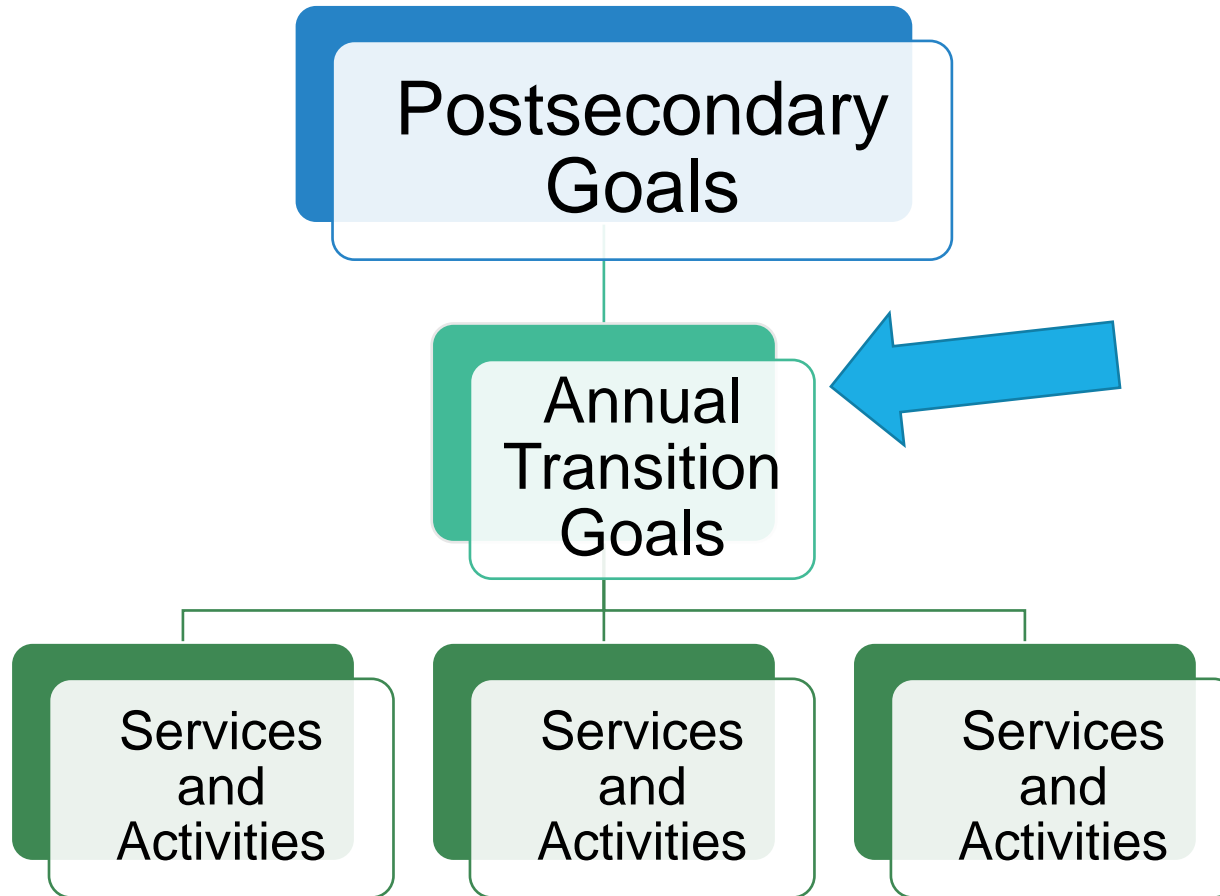 Postsecondary
Goals
Annual
Transition
Goals
Services
and
Activities
Services
and
Activities
Services
and
Activities